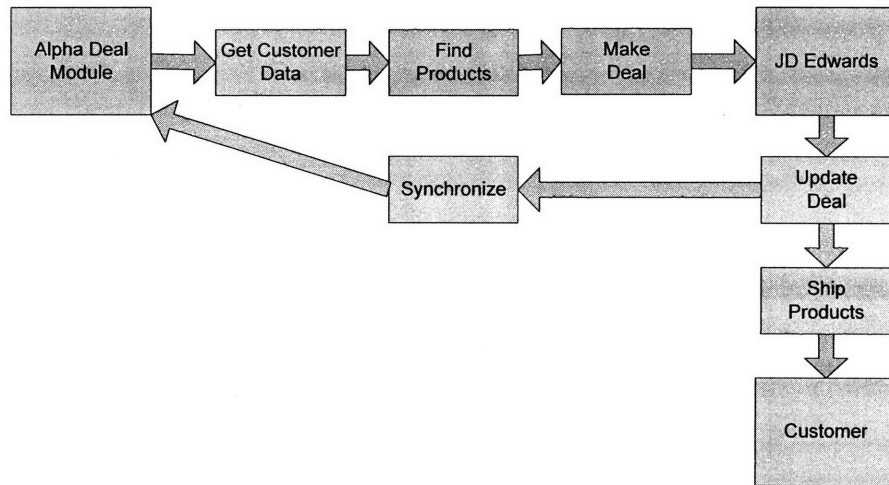 Alpha Deal
Module
Get Customer
Data
Find
Products
Make
Deal
JD Edwards
Synchronize
Update
Deal
Ship
Products
Customer